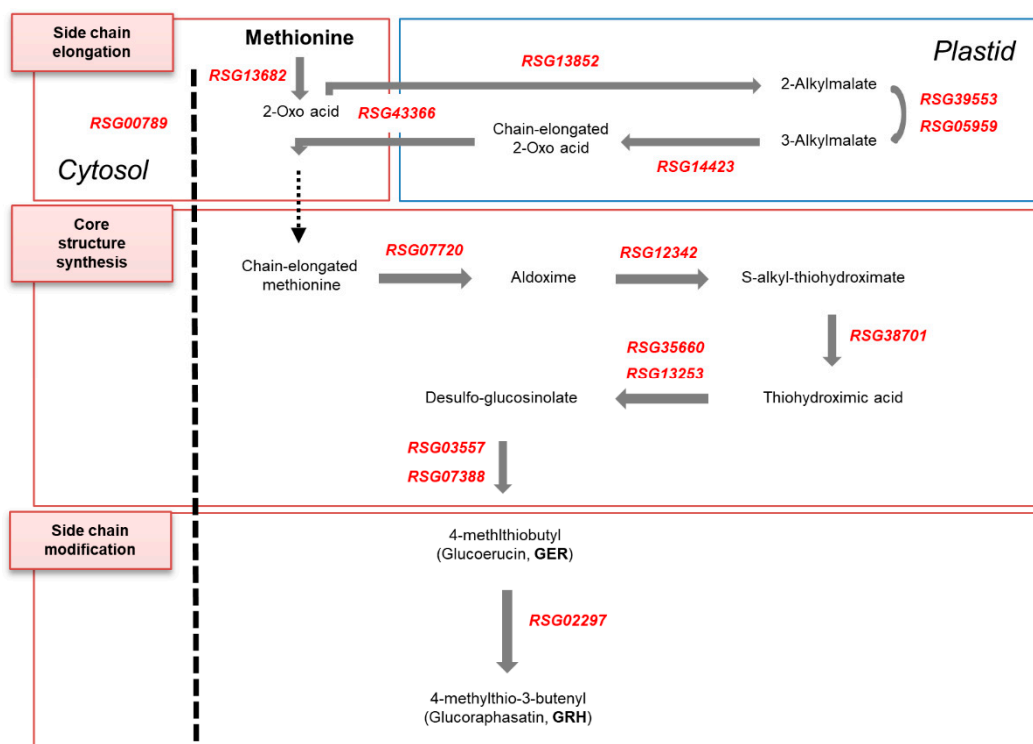 Side chain
elongation
Methionine
Plastid
RSG13682
RSG13852
2-Oxo acid
2-Alkylmalate
RSG39553
RSG05959
RSG00789
RSG43366
Chain-elongated
2-Oxo acid
3-Alkylmalate
RSG14423
Cytosol
Core
structure
synthesis
Chain-elongated
methionine
RSG07720
Aldoxime
RSG12342
S-alkyl-thiohydroximate
RSG38701
RSG35660
RSG13253
Desulfo-glucosinolate
Thiohydroximic acid
RSG03557
RSG07388
Side chain
modification
4-methlthiobutyl
(Glucoerucin, GER)
RSG02297
4-methylthio-3-butenyl
(Glucoraphasatin, GRH)